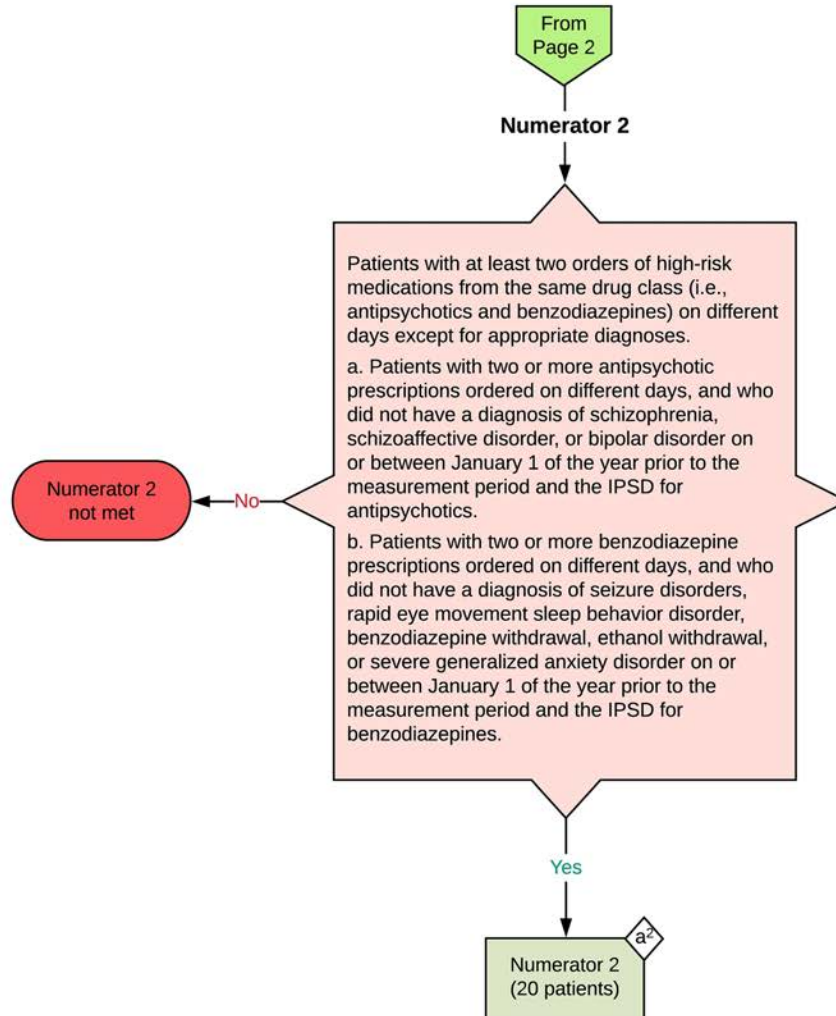 From
Page 2
Numerator 2
Patients with at least two orders of high-risk
medications from the same drug class (i.e.,
antipsychotics and benzodiazepines) on different
days except for appropriate diagnoses.
a. Patients with two or more antipsychotic
prescriptions ordered on different days, and who
did not have a diagnosis of schizophrenia,
schizoaffective disorder, or bipolar disorder on
or between January 1 of the year prior to the
measurement period and the IPSD for
antipsychotics.
b. Patients with two or more benzodiazepine
prescriptions ordered on different days, and who
did not have a diagnosis of seizure disorders,
rapid eye movement sleep behavior disorder,
benzodiazepine withdrawal, ethanol withdrawal,
or severe generalized anxiety disorder on or
between January 1 of the year prior to the
measurement period and the IPSD for
benzodiazepines.
No
Numerator 2
not met
Yes
a²
Numerator 2
(20 patients)